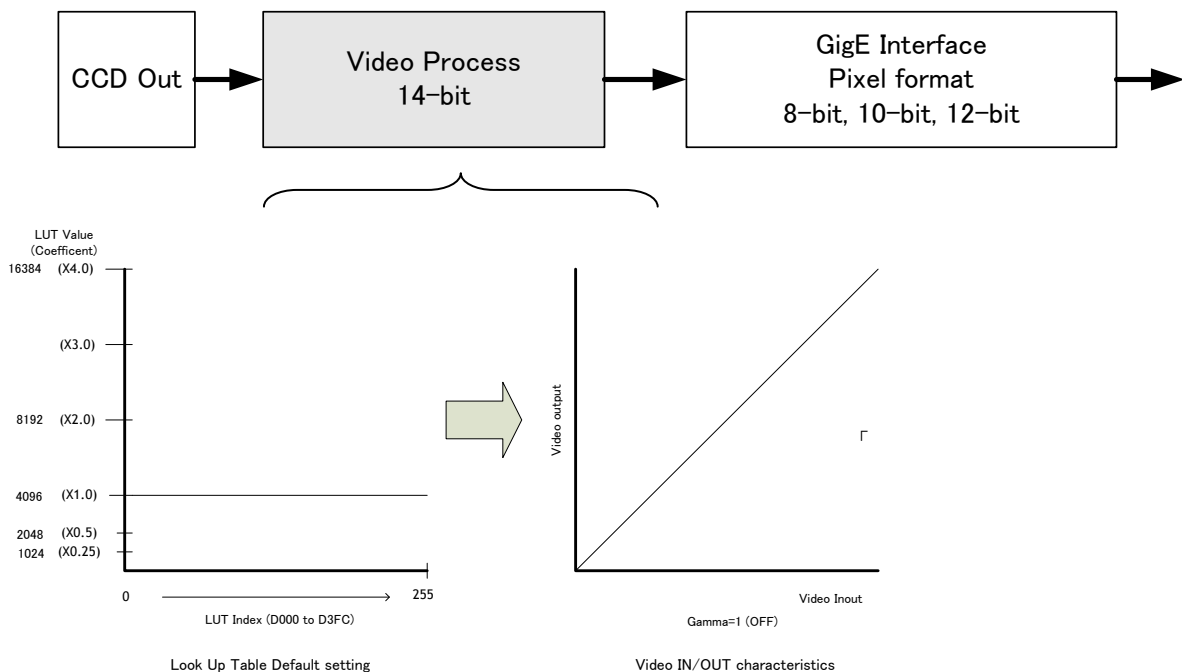 CCD Out
Video Process
14-bit
GigE Interface
Pixel format
8-bit, 10-bit, 12-bit
LUT Value
(Coefficent)
16384 (X4.0)
(X3.0)
8192 (X2.0)
4096 (X1.0)
2048 (X0.5)
1024 (X0.25)
0
255
LUT Index (D000 to D3FC)
Look Up Table Default setting
Video output
Γ
Video Inout
Gamma=1 (OFF)
Video IN/OUT characteristics